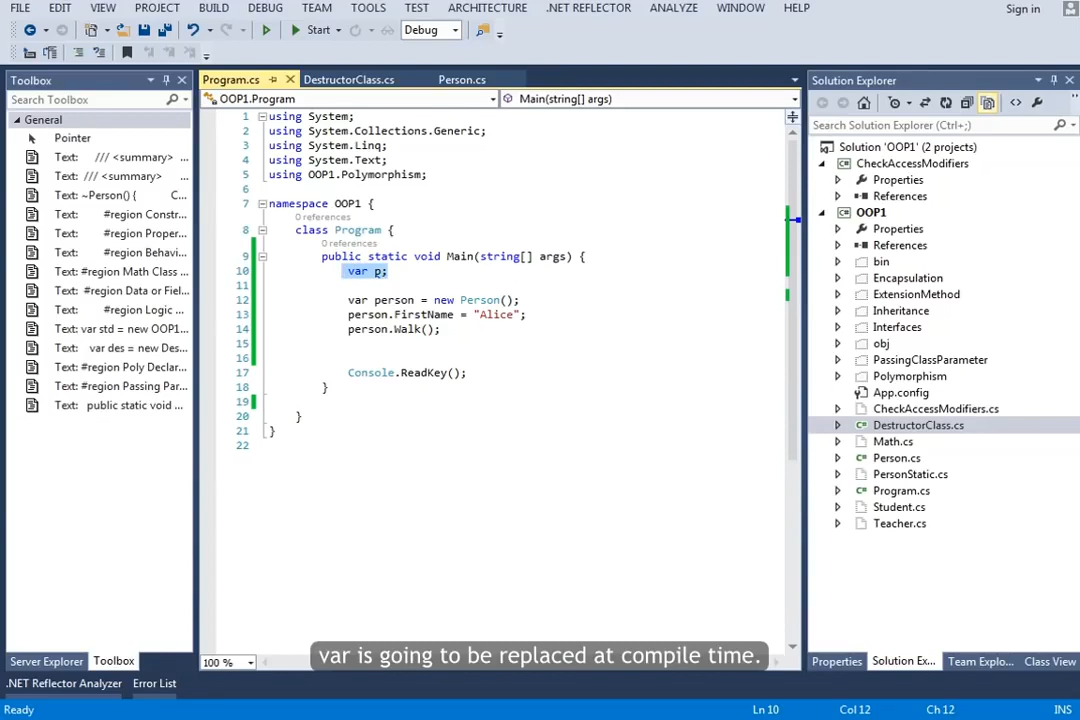 FILE EDIT VIEW PROJECT BUILD DEBUG TEAM TOOLS TEST ARCHITECTURE .NET REFLECTOR ANALYZE WINDOW HELP Sign in
Start Debug
Toolbox
Search Toolbox
General
Pointer
Text: /// <summary> ...
Text: /// <summary> ...
Text: ~Person() { C...
Text: #region Constr...
Text: #region Proper...
Text: #region Behavi...
Text: #region Math Class ...
Text: #region Data or Fiel...
Text: #region Logic ...
Text: var std = new OOP1...
Text: var des = new Des...
Text: #region Poly Declar...
Text: #region Passing Par...
Text: public static void ...
Server Explorer Toolbox
.NET Reflector Analyzer Error List
Program.cs DestructorClass.cs Person.cs
OOP1.Program Main(string[] args)
1 using System;
2 using System.Collections.Generic;
3 using System.Linq;
4 using System.Text;
5 using OOP1.Polymorphism;
6
7 namespace OOP1 {
0 references
8 class Program {
0 references
9 public static void Main(string[] args) {
10 var p;
11
12 var person = new Person();
13 person.FirstName = "Alice";
14 person.Walk();
15
16
17 Console.ReadKey();
18 }
19
20 }
21 }
22
var is going to be replaced at compile time.
100 %
Solution Explorer
Search Solution Explorer (Ctrl+;)
Solution 'OOP1' (2 projects)
CheckAccessModifiers
Properties
References
OOP1
Properties
References
bin
Encapsulation
ExtensionMethod
Inheritance
Interfaces
obj
PassingClassParameter
Polymorphism
App.config
CheckAccessModifiers.cs
DestructorClass.cs
Math.cs
Person.cs
PersonStatic.cs
Program.cs
Student.cs
Teacher.cs
Properties Solution Ex... Team Explo... Class View
Ready Ln 10 Col 12 Ch 12 INS